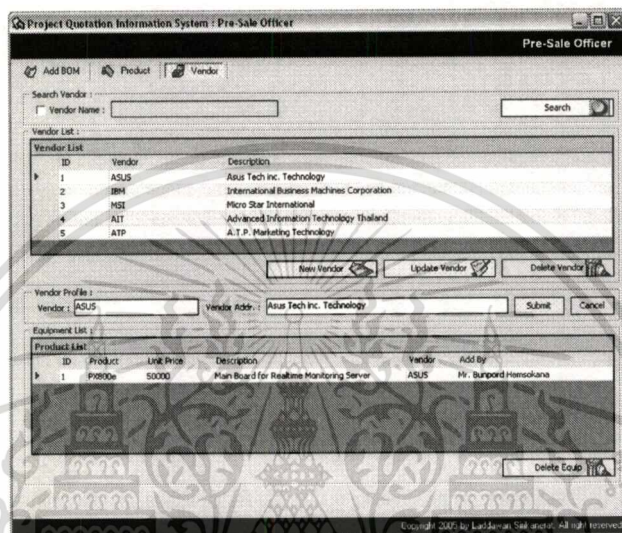 Project Quotation Information System : Pre-Sale Officer
Pre-Sale Officer
Add BOM Product Vendor
Search Vendor :
Vendor Name : Search
Vendor List :
Vendor List
ID Vendor Description
1 ASUS Asus Tech inc. Technology
2 IBM International Business Machines Corporation
3 MSI Micro Star International
4 AIT Advanced Information Technology Thailand
5 ATP A.T.P. Marketing Technology
New Vendor Update Vendor Delete Vendor
Vendor Profile :
Vendor : ASUS Vendor Addr. : Asus Tech inc. Technology Submit Cancel
Equipment List :
Product List
ID Product Unit Price Description Vendor Add By
1 PX800e 50000 Main Board for Realtime Monitoring Server ASUS Mr. Bunpord Hemsokana
Delete Equip
Copyright 2005 by Laddawan All right reserved